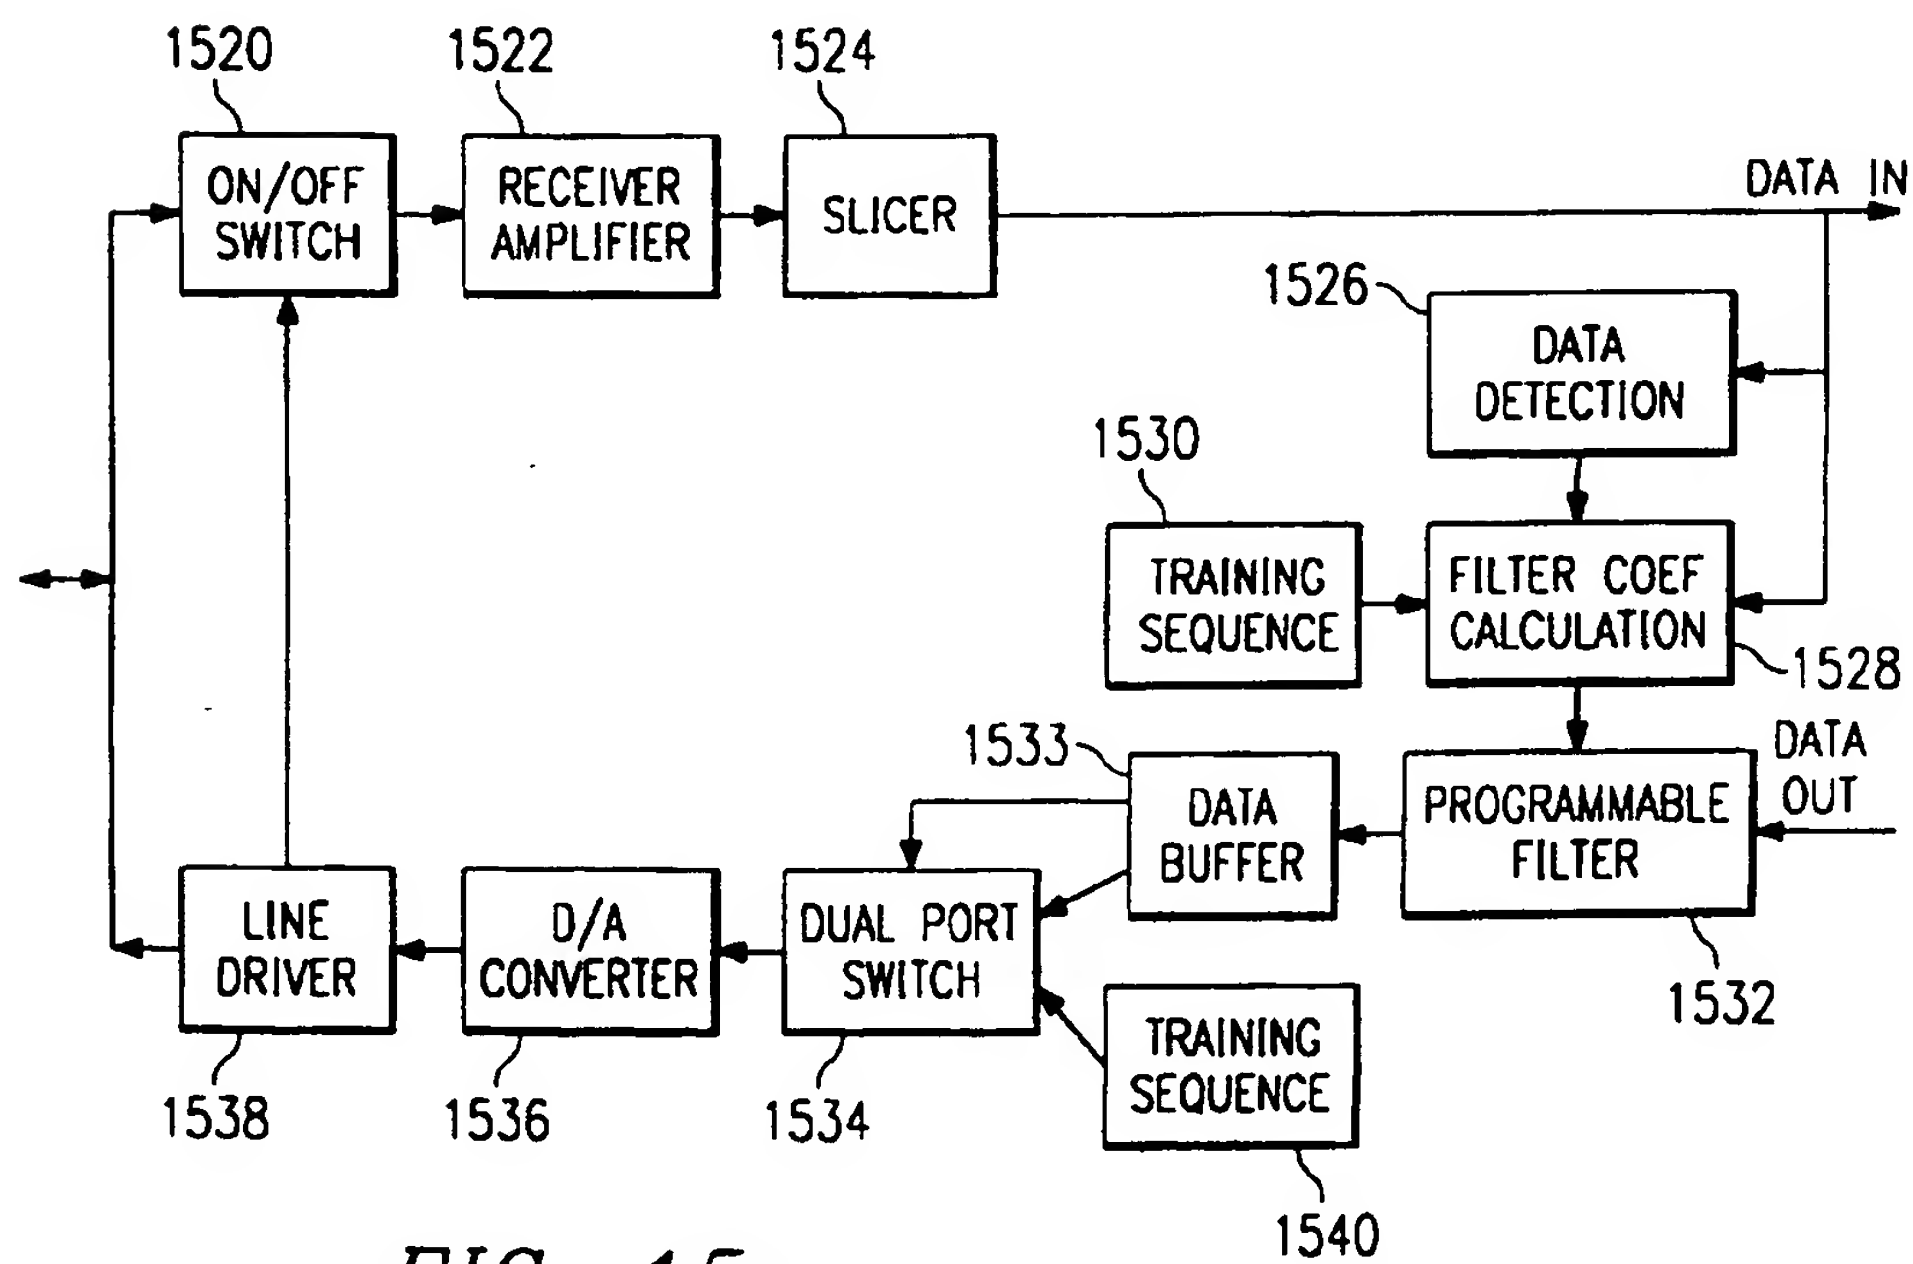 1520
1522
1524
ON/OFF
SWITCH
RECEIVER
AMPLIFIER
SLICER
DATA IN
1526
DATA
DETECTION
1530
TRAINING
SEQUENCE
FILTER COEF
CALCULATION
1528
1533
DATA
BUFFER
PROGRAMMABLE
FILTER
DATA
OUT
1532
LINE
DRIVER
D/A
CONVERTER
DUAL PORT
SWITCH
TRAINING
SEQUENCE
1538
1536
1534
1540
FIG. 15